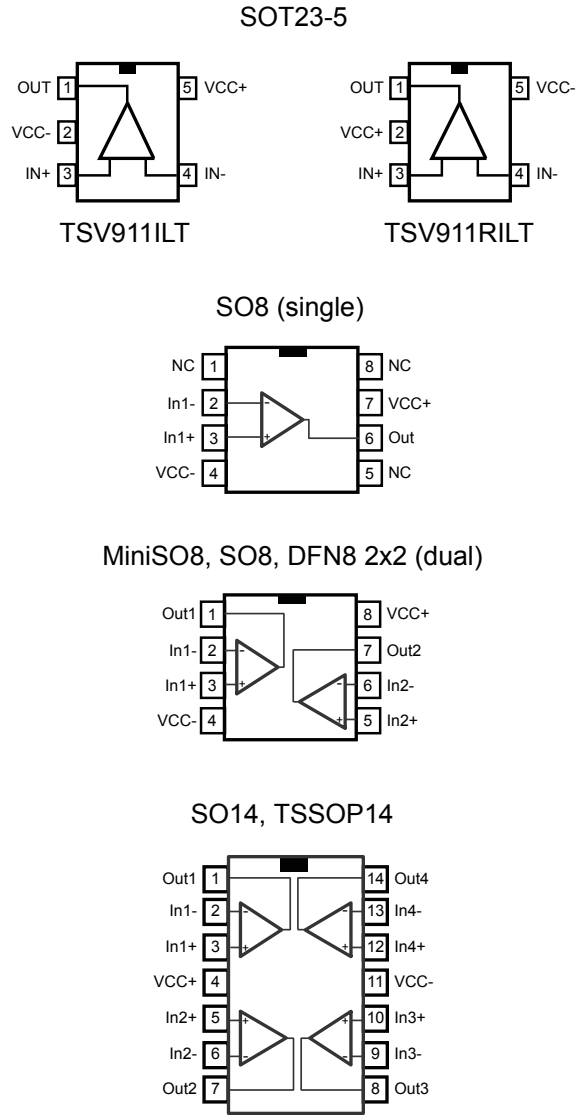 SOT23-5
OUT 1 5 VCC+
VCC- 2
IN+ 3 4 IN-
TSV911ILT
OUT 1 5 VCC-
VCC+ 2
IN+ 3 4 IN-
TSV911RILT
SO8 (single)
NC 1 8 NC
In1- 2 - 7 VCC+
In1+ 3 + 6 Out
VCC- 4 5 NC
MiniSO8, SO8, DFN8 2x2 (dual)
Out1 1 8 VCC+
In1- 2 - 7 Out2
In1+ 3 + - 6 In2-
VCC- 4 + 5 In2+
SO14, TSSOP14
Out1 1 14 Out4
In1- 2 - - 13 In4-
In1+ 3 + + 12 In4+
VCC+ 4 11 VCC-
In2+ 5 + + 10 In3+
In2- 6 - - 9 In3-
Out2 7 8 Out3